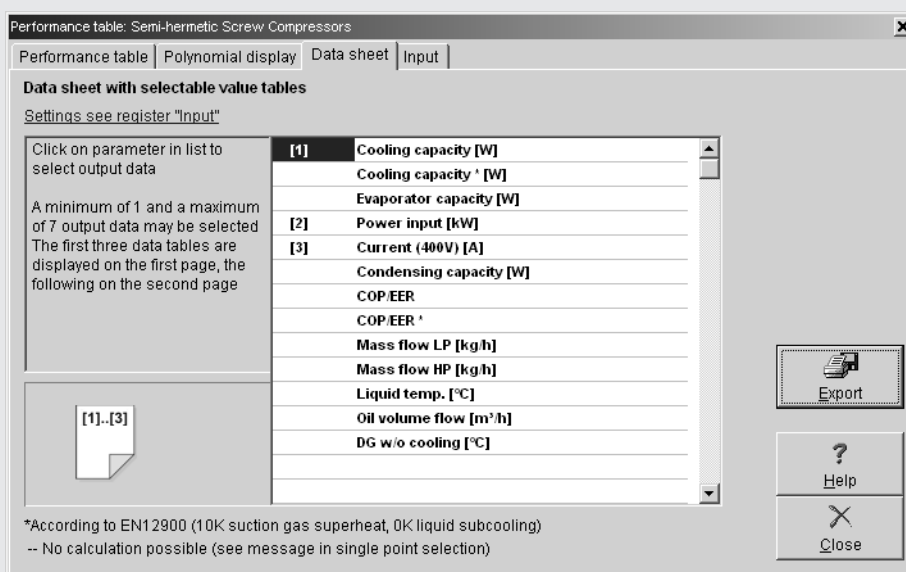 Performance table: Semi-hermetic Screw Compressors
Performance table Polynomial display Data sheet Input
Data sheet with selectable value tables
Settings see register "Input"
Click on parameter in list to
select output data
A minimum of 1 and a maximum
of 7 output data may be selected
The first three data tables are
displayed on the first page, the
following on the second page
[1] Cooling capacity [W]
Cooling capacity * [W]
Evaporator capacity [W]
[2] Power input [kW]
[3] Current (400V) [A]
Condensing capacity [W]
COP/EER
COP/EER *
Mass flow LP [kg/h]
Mass flow HP [kg/h]
Liquid temp. [°C]
Oil volume flow [m³/h]
DG w/o cooling [°C]
[1]..[3]
Export
?
Help
Close
*According to EN12900 (10K suction gas superheat, 0K liquid subcooling)
-- No calculation possible (see message in single point selection)